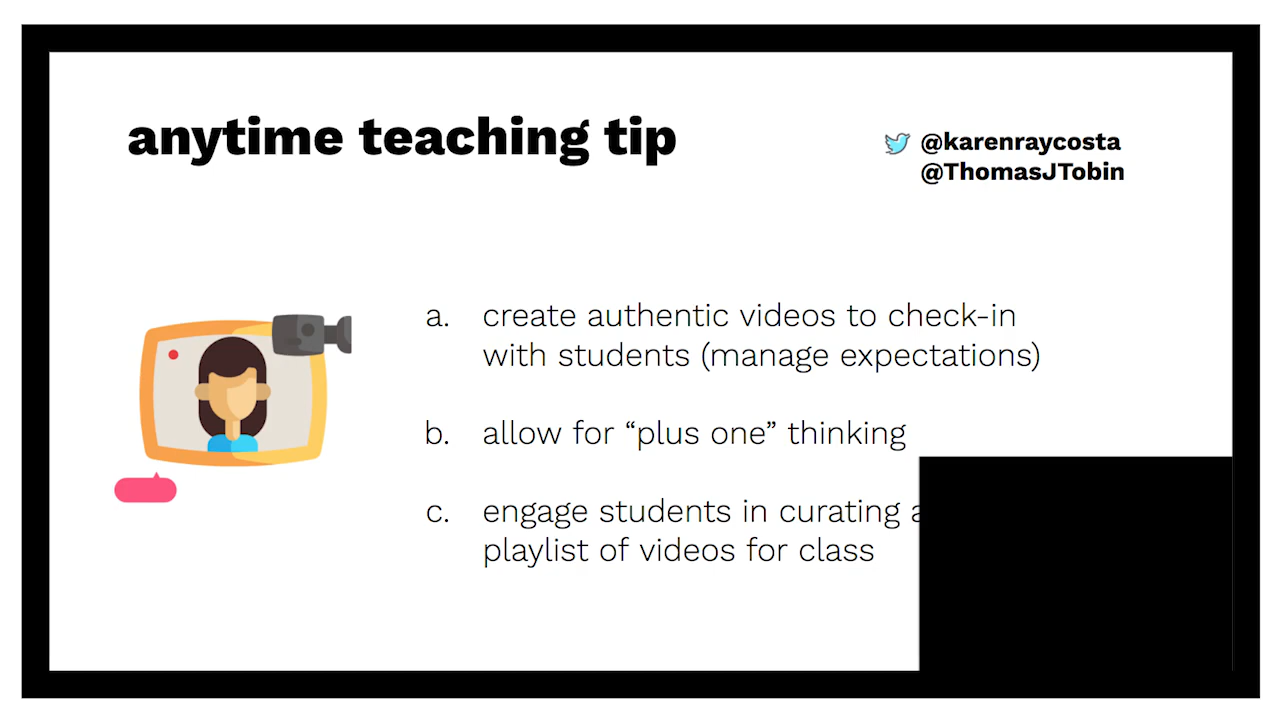 anytime teaching tip
@karenraycosta
@ThomasJTobin
a. create authentic videos to check-in
with students (manage expectations)
b. allow for “plus one” thinking
c. engage students in curating a
playlist of videos for class